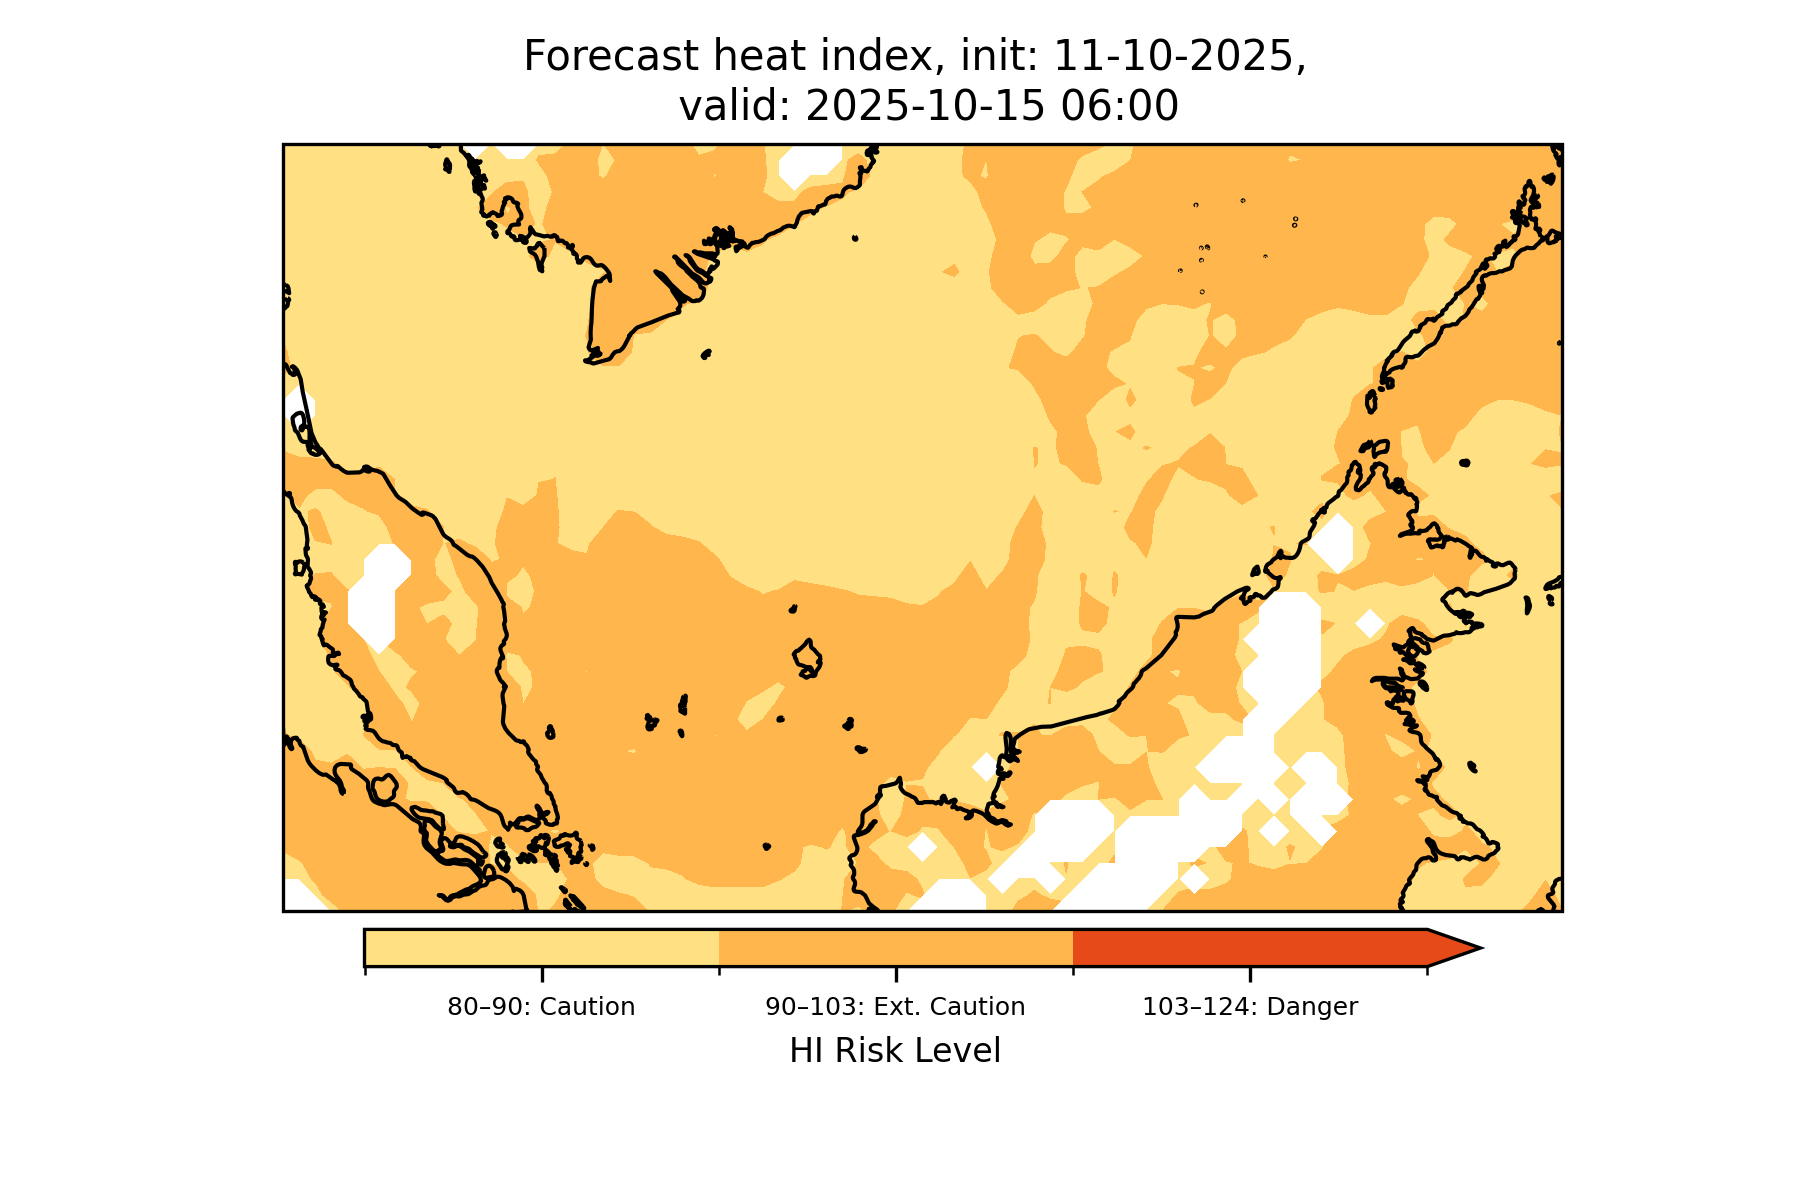 Forecast heat index, init: 11-10-2025,
valid: 2025-10-15 06:00
80–90: Caution
90–103: Ext. Caution
103–124: Danger
HI Risk Level